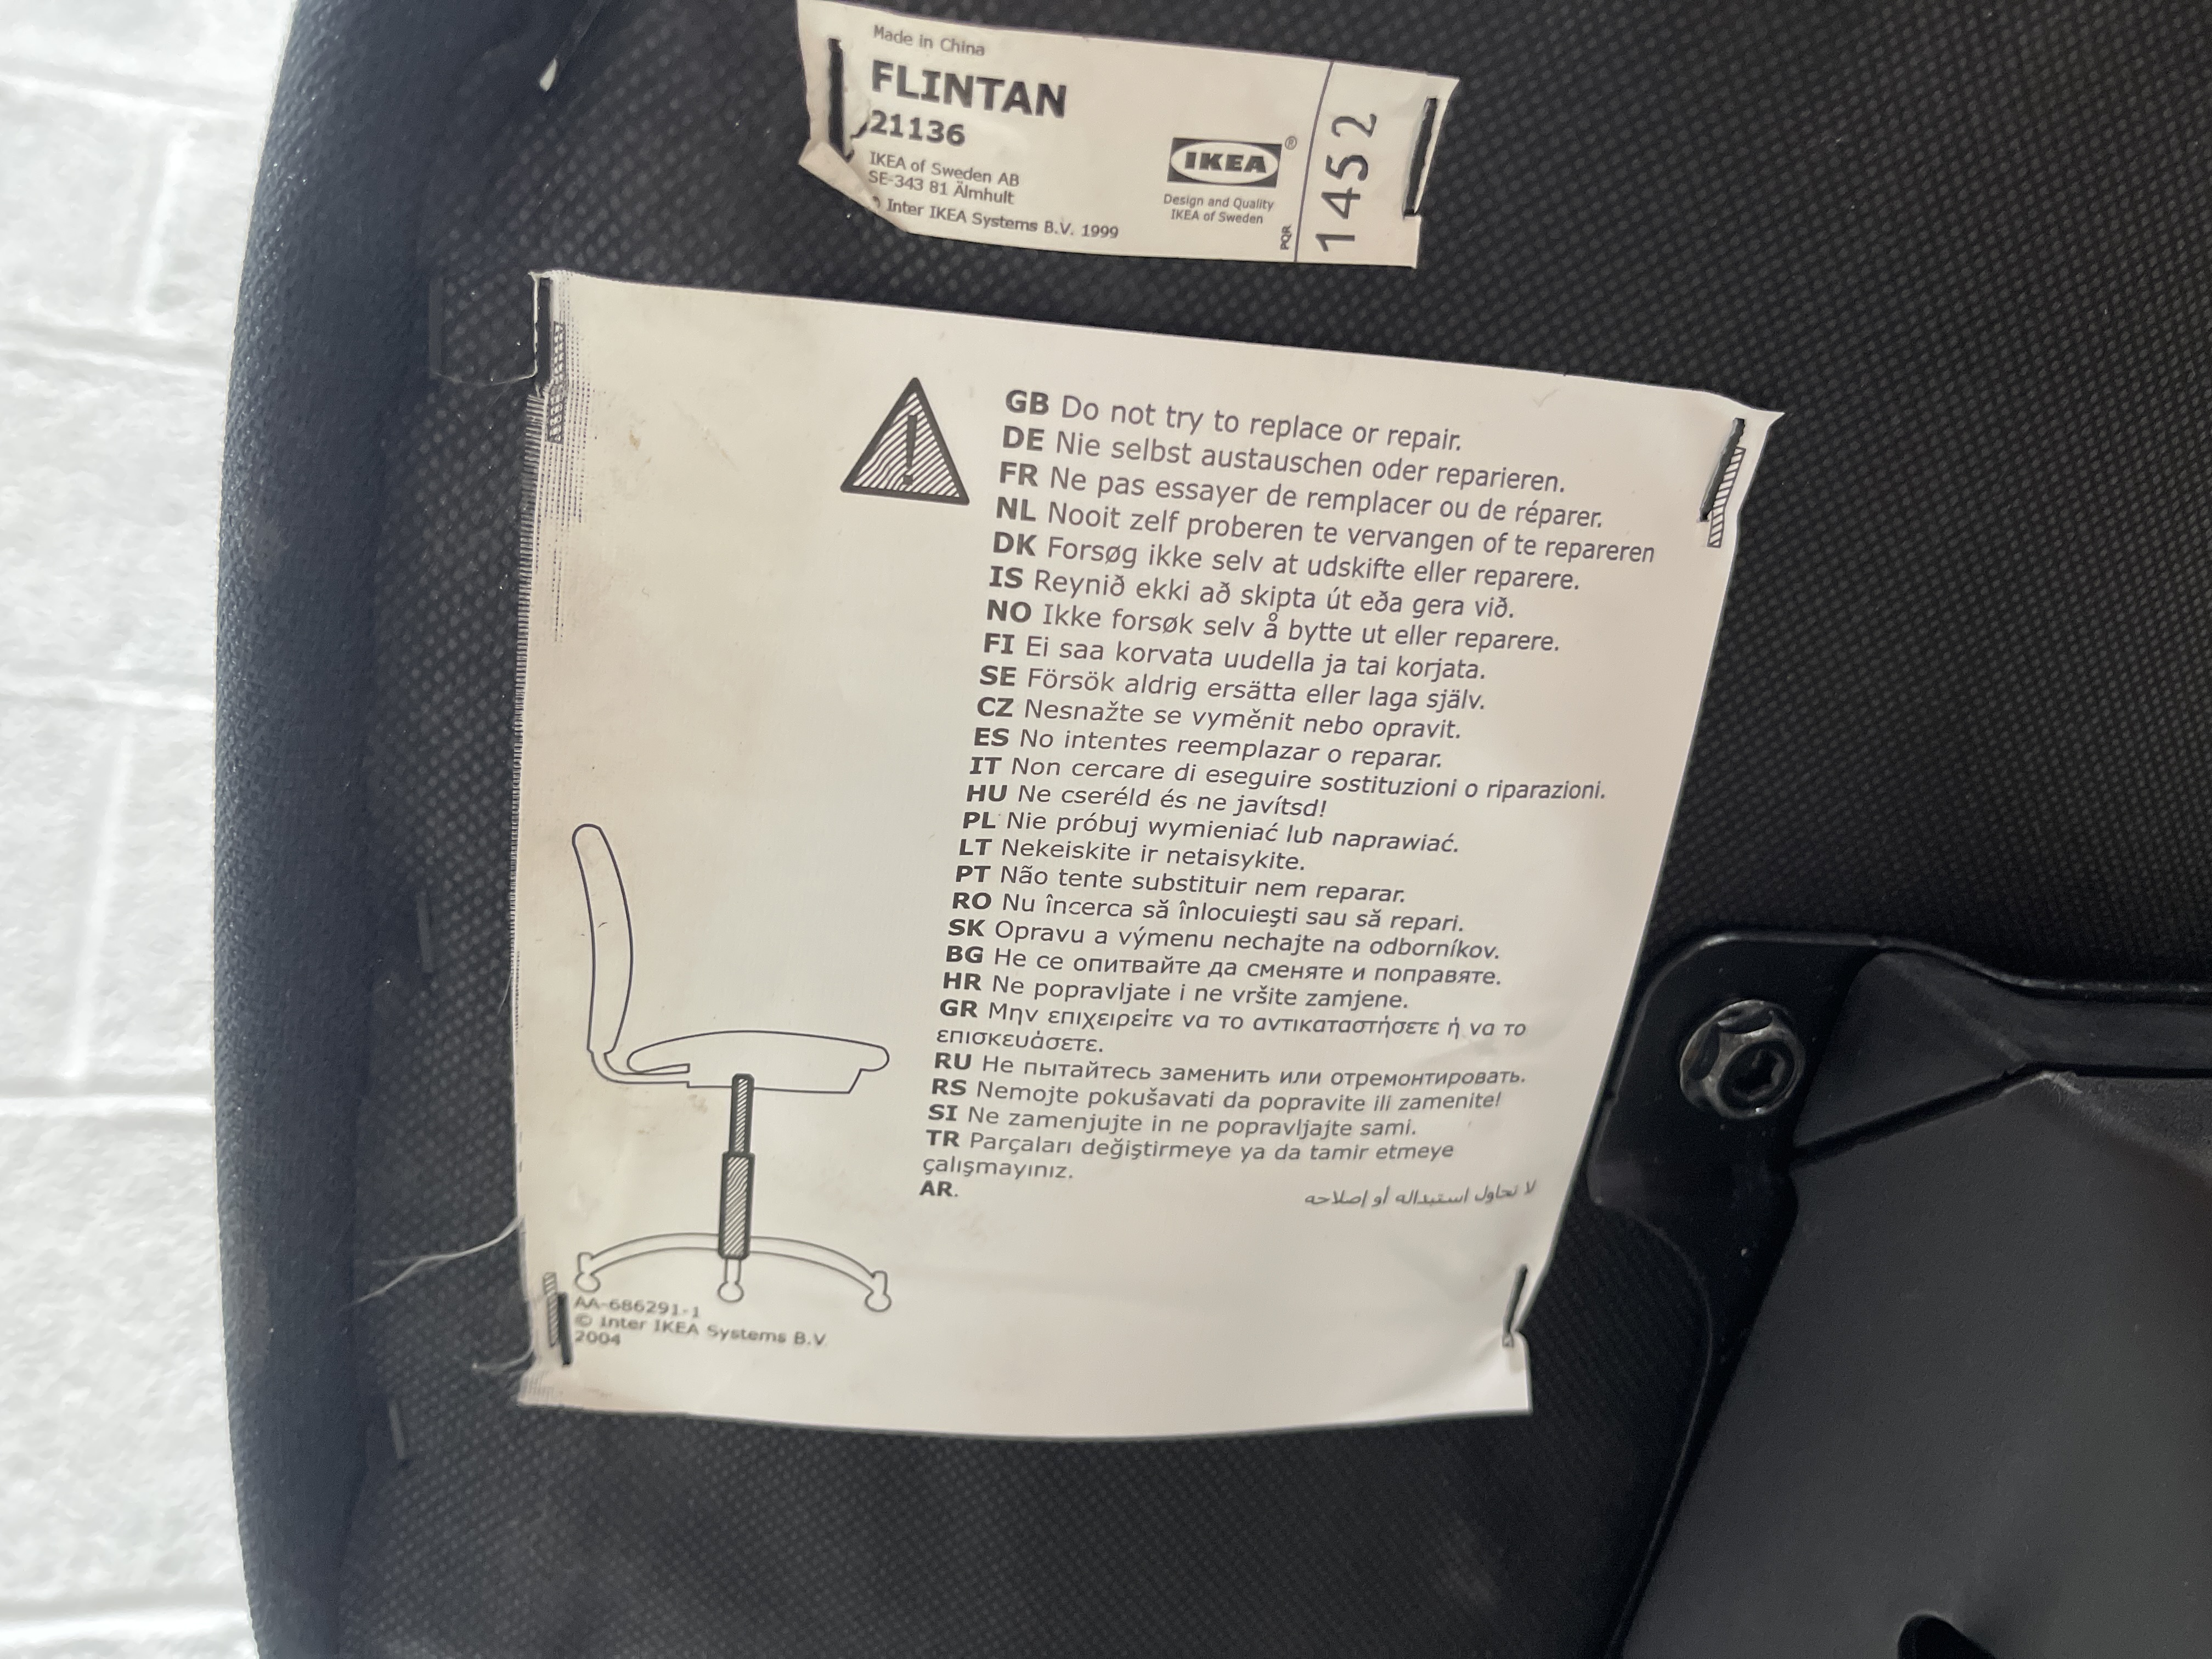 Made in China
FLINTAN
21136
IKEA of Sweden AB
SE-343 81 Älmhult
© Inter IKEA Systems B.V. 1999
IKEA®
Design and Quality
IKEA of Sweden
PQR
1452
GB Do not try to replace or repair.
DE Nie selbst austauschen oder reparieren.
FR Ne pas essayer de remplacer ou de réparer.
NL Nooit zelf proberen te vervangen of te repareren
DK Forsøg ikke selv at udskifte eller reparere.
IS Reynið ekki að skipta út eða gera við.
NO Ikke forsøk selv å bytte ut eller reparere.
FI Ei saa korvata uudella ja tai korjata.
SE Försök aldrig ersätta eller laga själv.
CZ Nesnažte se vyměnit nebo opravit.
ES No intentes reemplazar o reparar.
IT Non cercare di eseguire sostituzioni o riparazioni.
HU Ne cseréld és ne javítsd!
PL Nie próbuj wymieniać lub naprawiać.
LT Nekeiskite ir netaisykite.
PT Não tente substituir nem reparar.
RO Nu încerca să înlocuieşti sau să repari.
SK Opravu a výmenu nechajte na odborníkov.
BG Не се опитвайте да сменяте и поправяте.
HR Ne popravljate i ne vršite zamjene.
GR Μην επιχειρείτε να το αντικαταστήσετε ή να το
επισκευάσετε.
RU Не пытайтесь заменить или отремонтировать.
RS Nemojte pokušavati da popravite ili zamenite!
SI Ne zamenjujte in ne popravljajte sami.
TR Parçaları değiştirmeye ya da tamir etmeye
çalışmayınız.
AR. لا تحاول استبداله أو إصلاحه
AA-686291-1
© Inter IKEA Systems B.V.
2004